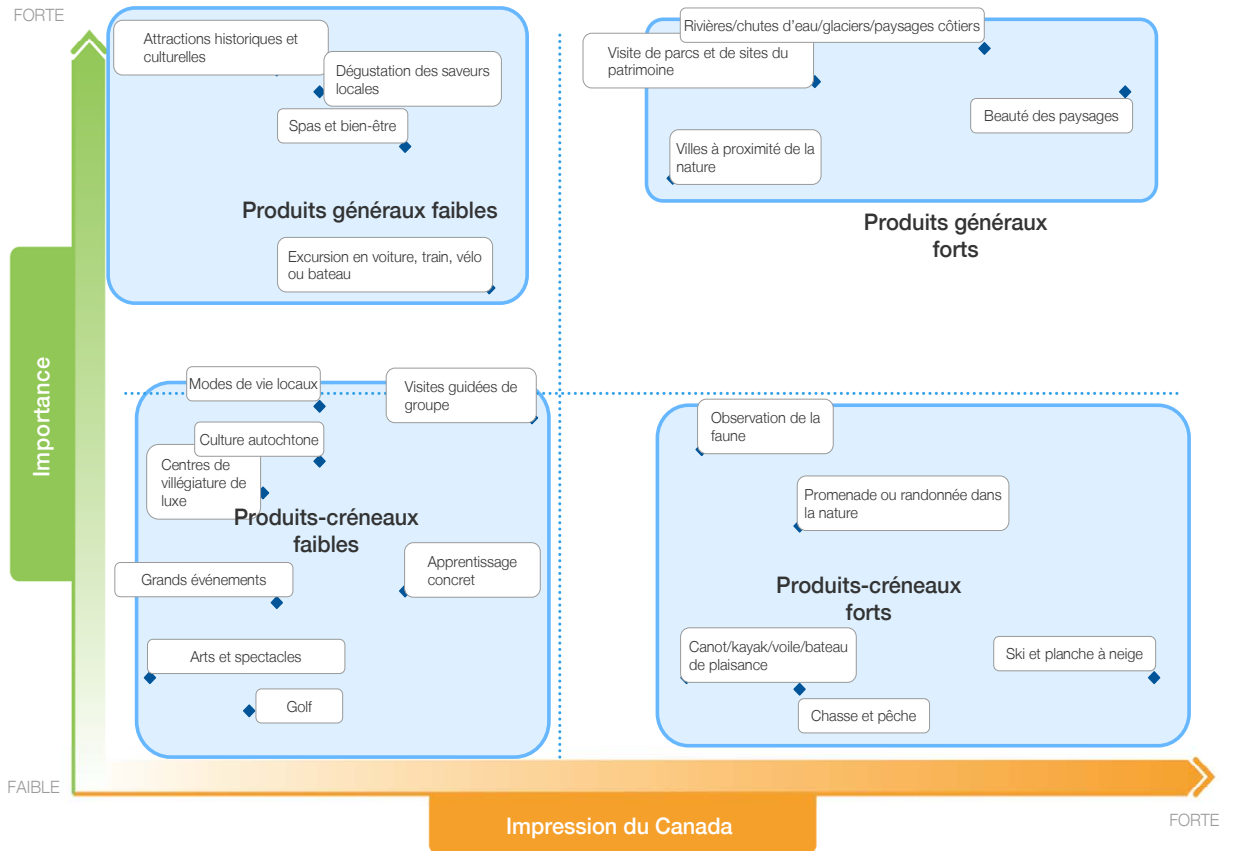 FORTE
Attractions historiques et
culturelles
Dégustation des saveurs
locales
Spas et bien-être
Produits généraux faibles
Excursion en voiture, train, vélo
ou bateau
Rivières/chutes d'eau/glaciers/paysages côtiers
Visite de parcs et de sites du
patrimoine
Beauté des paysages
Villes à proximité de la
nature
Produits généraux
forts
Importance
Modes de vie locaux
Visites guidées de
groupe
Culture autochtone
Centres de
villégiature de
luxe
Produits-créneaux
faibles
Apprentissage
concret
Grands événements
Arts et spectacles
Golf
Observation de la
faune
Promenade ou randonnée dans
la nature
Produits-créneaux
forts
Canot/kayak/voile/bateau
de plaisance
Ski et planche à neige
Chasse et pêche
FAIBLE
Impression du Canada
FORTE